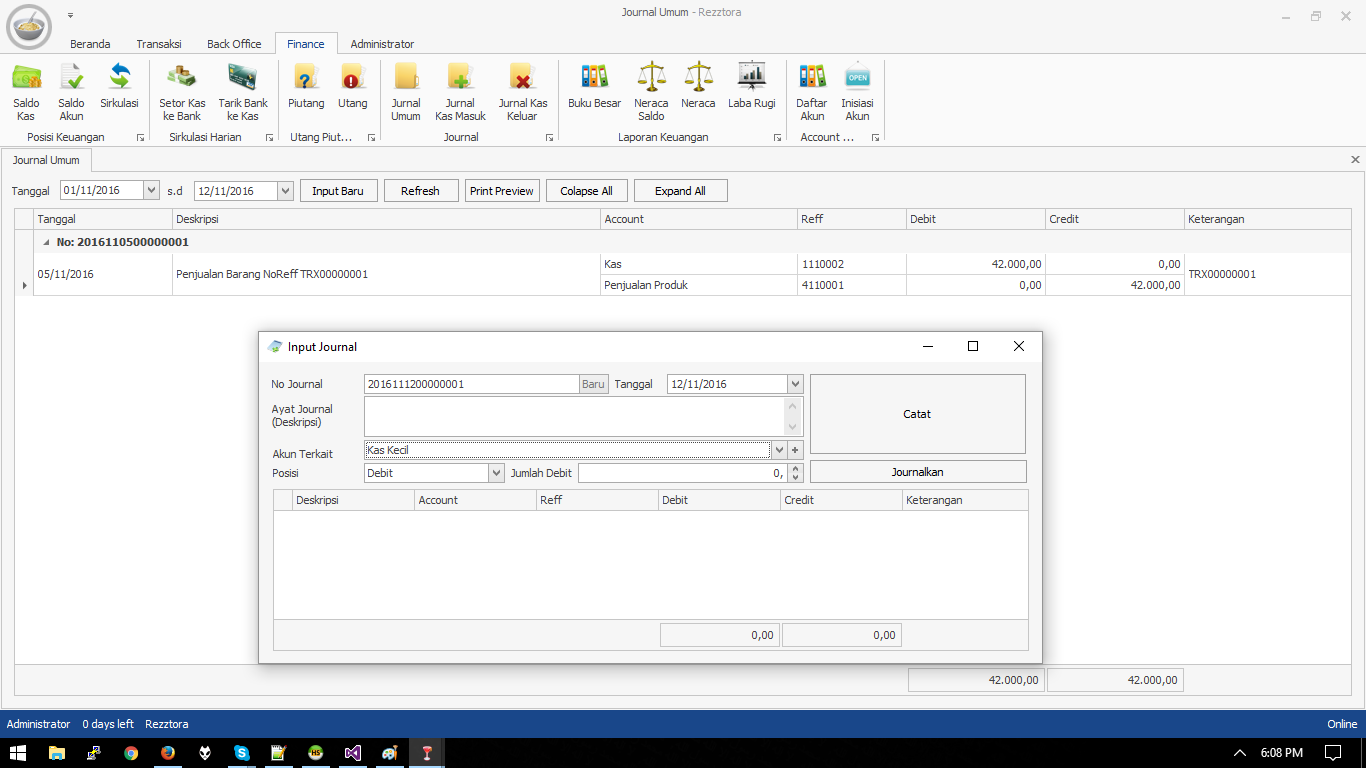 Journal Umum - Rezztora
Beranda Transaksi Back Office Finance Administrator
Saldo Kas Saldo Akun Sirkulasi Setor Kas ke Bank Tarik Bank ke Kas Piutang Utang Jurnal Umum Jurnal Kas Masuk Jurnal Kas Keluar Buku Besar Neraca Saldo Neraca Laba Rugi OPEN Daftar Akun Inisiasi Akun
Posisi Keuangan Sirkulasi Harian Utang Piut... Journal Laporan Keuangan Account ...
Journal Umum
Tanggal 01/11/2016 s.d 12/11/2016 Input Baru Refresh Print Preview Colapse All Expand All
Tanggal Deskripsi Account Reff Debit Credit Keterangan
No: 2016110500000001
05/11/2016 Penjualan Barang NoReff TRX00000001 Kas 1110002 42.000,00 0,00 TRX00000001
Penjualan Produk 4110001 0,00 42.000,00
Input Journal
No Journal 2016111200000001 Baru Tanggal 12/11/2016 Catat
Ayat Journal
(Deskripsi)
Akun Terkait Kas Kecil
Posisi Debit Jumlah Debit 0, Journalkan
Deskripsi Account Reff Debit Credit Keterangan
0,00 0,00
42.000,00 42.000,00
Administrator 0 days left Rezztora Online
HS 6:08 PM